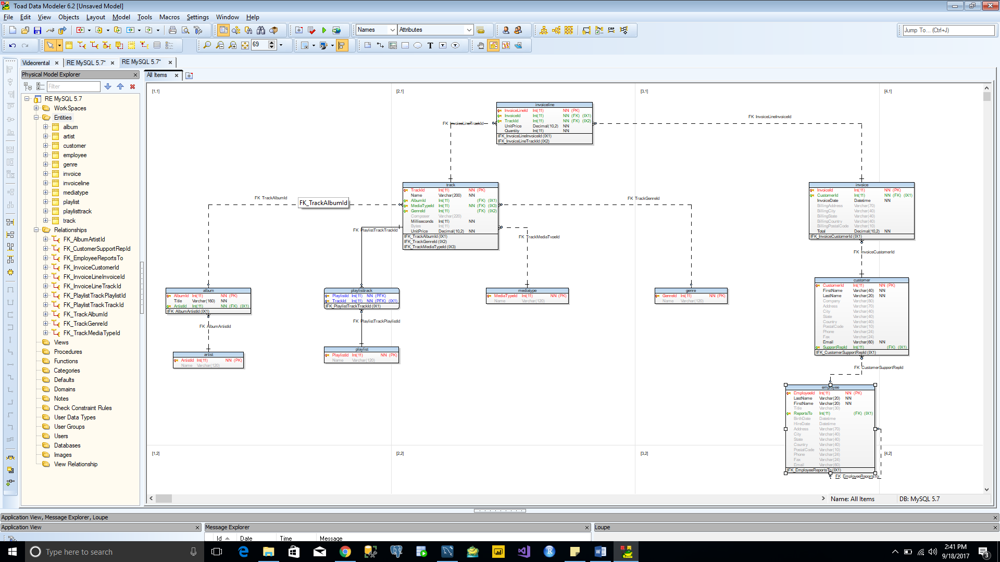 Toad Data Modeler 6.2 [Unsaved Model]
File Edit View Objects Layout Model Tools Macros Settings Window Help
Names Attributes Jump To... (Ctrl+J)
69
Videorental RE MySQL 5.7* RE MySQL 5.7*
Physical Model Explorer
All Items
Filter
RE MySQL 5.7
WorkSpaces
Entities
album
artist
customer
employee
genre
invoice
invoiceline
mediatype
playlist
playlisttrack
track
Relationships
FK_AlbumArtistId
FK_CustomerSupportRepId
FK_EmployeeReportsTo
FK_InvoiceCustomerId
FK_InvoiceLineInvoiceId
FK_InvoiceLineTrackId
FK_PlaylistTrackPlaylistId
FK_PlaylistTrackTrackId
FK_TrackAlbumId
FK_TrackGenreId
FK_TrackMediaTypeId
Views
Procedures
Functions
Categories
Defaults
Domains
Notes
Check Constraint Rules
User Data Types
User Groups
Users
Databases
Images
View Relationship
[1,1] [2,1] [3,1] [4,1]
invoiceline
InvoiceLineId Int(11) NN (PK)
InvoiceId Int(11) NN (FK) (IX1)
TrackId Int(11) NN (FK) (IX2)
UnitPrice Decimal(10,2) NN
Quantity Int(11) NN
IFK_InvoiceLineInvoiceId (IX1)
IFK_InvoiceLineTrackId (IX2)
FK_InvoiceLineTrackId
FK_InvoiceLineInvoiceId
track
TrackId Int(11) NN (PK)
Name Varchar(200) NN
AlbumId Int(11) (FK) (IX1)
MediaTypeId Int(11) NN (FK) (IX3)
GenreId Int(11) (FK) (IX2)
Composer Varchar(220)
Milliseconds Int(11) NN
Bytes Int(11)
UnitPrice Decimal(10,2) NN
IFK_TrackAlbumId (IX1)
IFK_TrackGenreId (IX2)
IFK_TrackMediaTypeId (IX3)
invoice
InvoiceId Int(11) NN (PK)
CustomerId Int(11) NN (FK) (IX1)
InvoiceDate Datetime NN
BillingAddress Varchar(70)
BillingCity Varchar(40)
BillingState Varchar(40)
BillingCountry Varchar(40)
BillingPostalCode Varchar(10)
Total Decimal(10,2) NN
IFK_InvoiceCustomerId (IX1)
FK_TrackAlbumId
FK_TrackAlbumId
FK_TrackGenreId
FK_PlaylistTrackTrackId
FK_TrackMediaTypeId
FK_InvoiceCustomerId
album
AlbumId Int(11) NN (PK)
Title Varchar(160) NN
ArtistId Int(11) NN (FK) (IX1)
IFK_AlbumArtistId (IX1)
playlisttrack
PlaylistId Int(11) NN (PFK)
TrackId Int(11) NN (PFK) (IX1)
IFK_PlaylistTrackTrackId (IX1)
mediatype
MediaTypeId Int(11) NN (PK)
Name Varchar(120)
genre
GenreId Int(11) NN (PK)
Name Varchar(120)
customer
CustomerId Int(11) NN (PK)
FirstName Varchar(40) NN
LastName Varchar(20) NN
Company Varchar(80)
Address Varchar(70)
City Varchar(40)
State Varchar(40)
Country Varchar(40)
PostalCode Varchar(10)
Phone Varchar(24)
Fax Varchar(24)
Email Varchar(60) NN
SupportRepId Int(11) (FK) (IX1)
IFK_CustomerSupportRepId (IX1)
FK_AlbumArtistId
FK_PlaylistTrackPlaylistId
artist
ArtistId Int(11) NN (PK)
Name Varchar(120)
playlist
PlaylistId Int(11) NN (PK)
Name Varchar(120)
FK_CustomerSupportRepId
employee
EmployeeId Int(11) NN (PK)
LastName Varchar(20) NN
FirstName Varchar(20) NN
Title Varchar(30)
ReportsTo Int(11) (FK) (IX1)
BirthDate Datetime
HireDate Datetime
Address Varchar(70)
City Varchar(40)
State Varchar(40)
Country Varchar(40)
PostalCode Varchar(10)
Phone Varchar(24)
Fax Varchar(24)
Email Varchar(60)
IFK_EmployeeReportsTo (IX1)
FK_EmployeeReportsTo
[1,2] [2,2] [3,2] [4,2]
Name: All Items DB: MySQL 5.7
Application View, Message Explorer, Loupe
Application View Message Explorer Loupe
Id Date Time Message
Type here to search
2:41 PM
9/18/2017
3